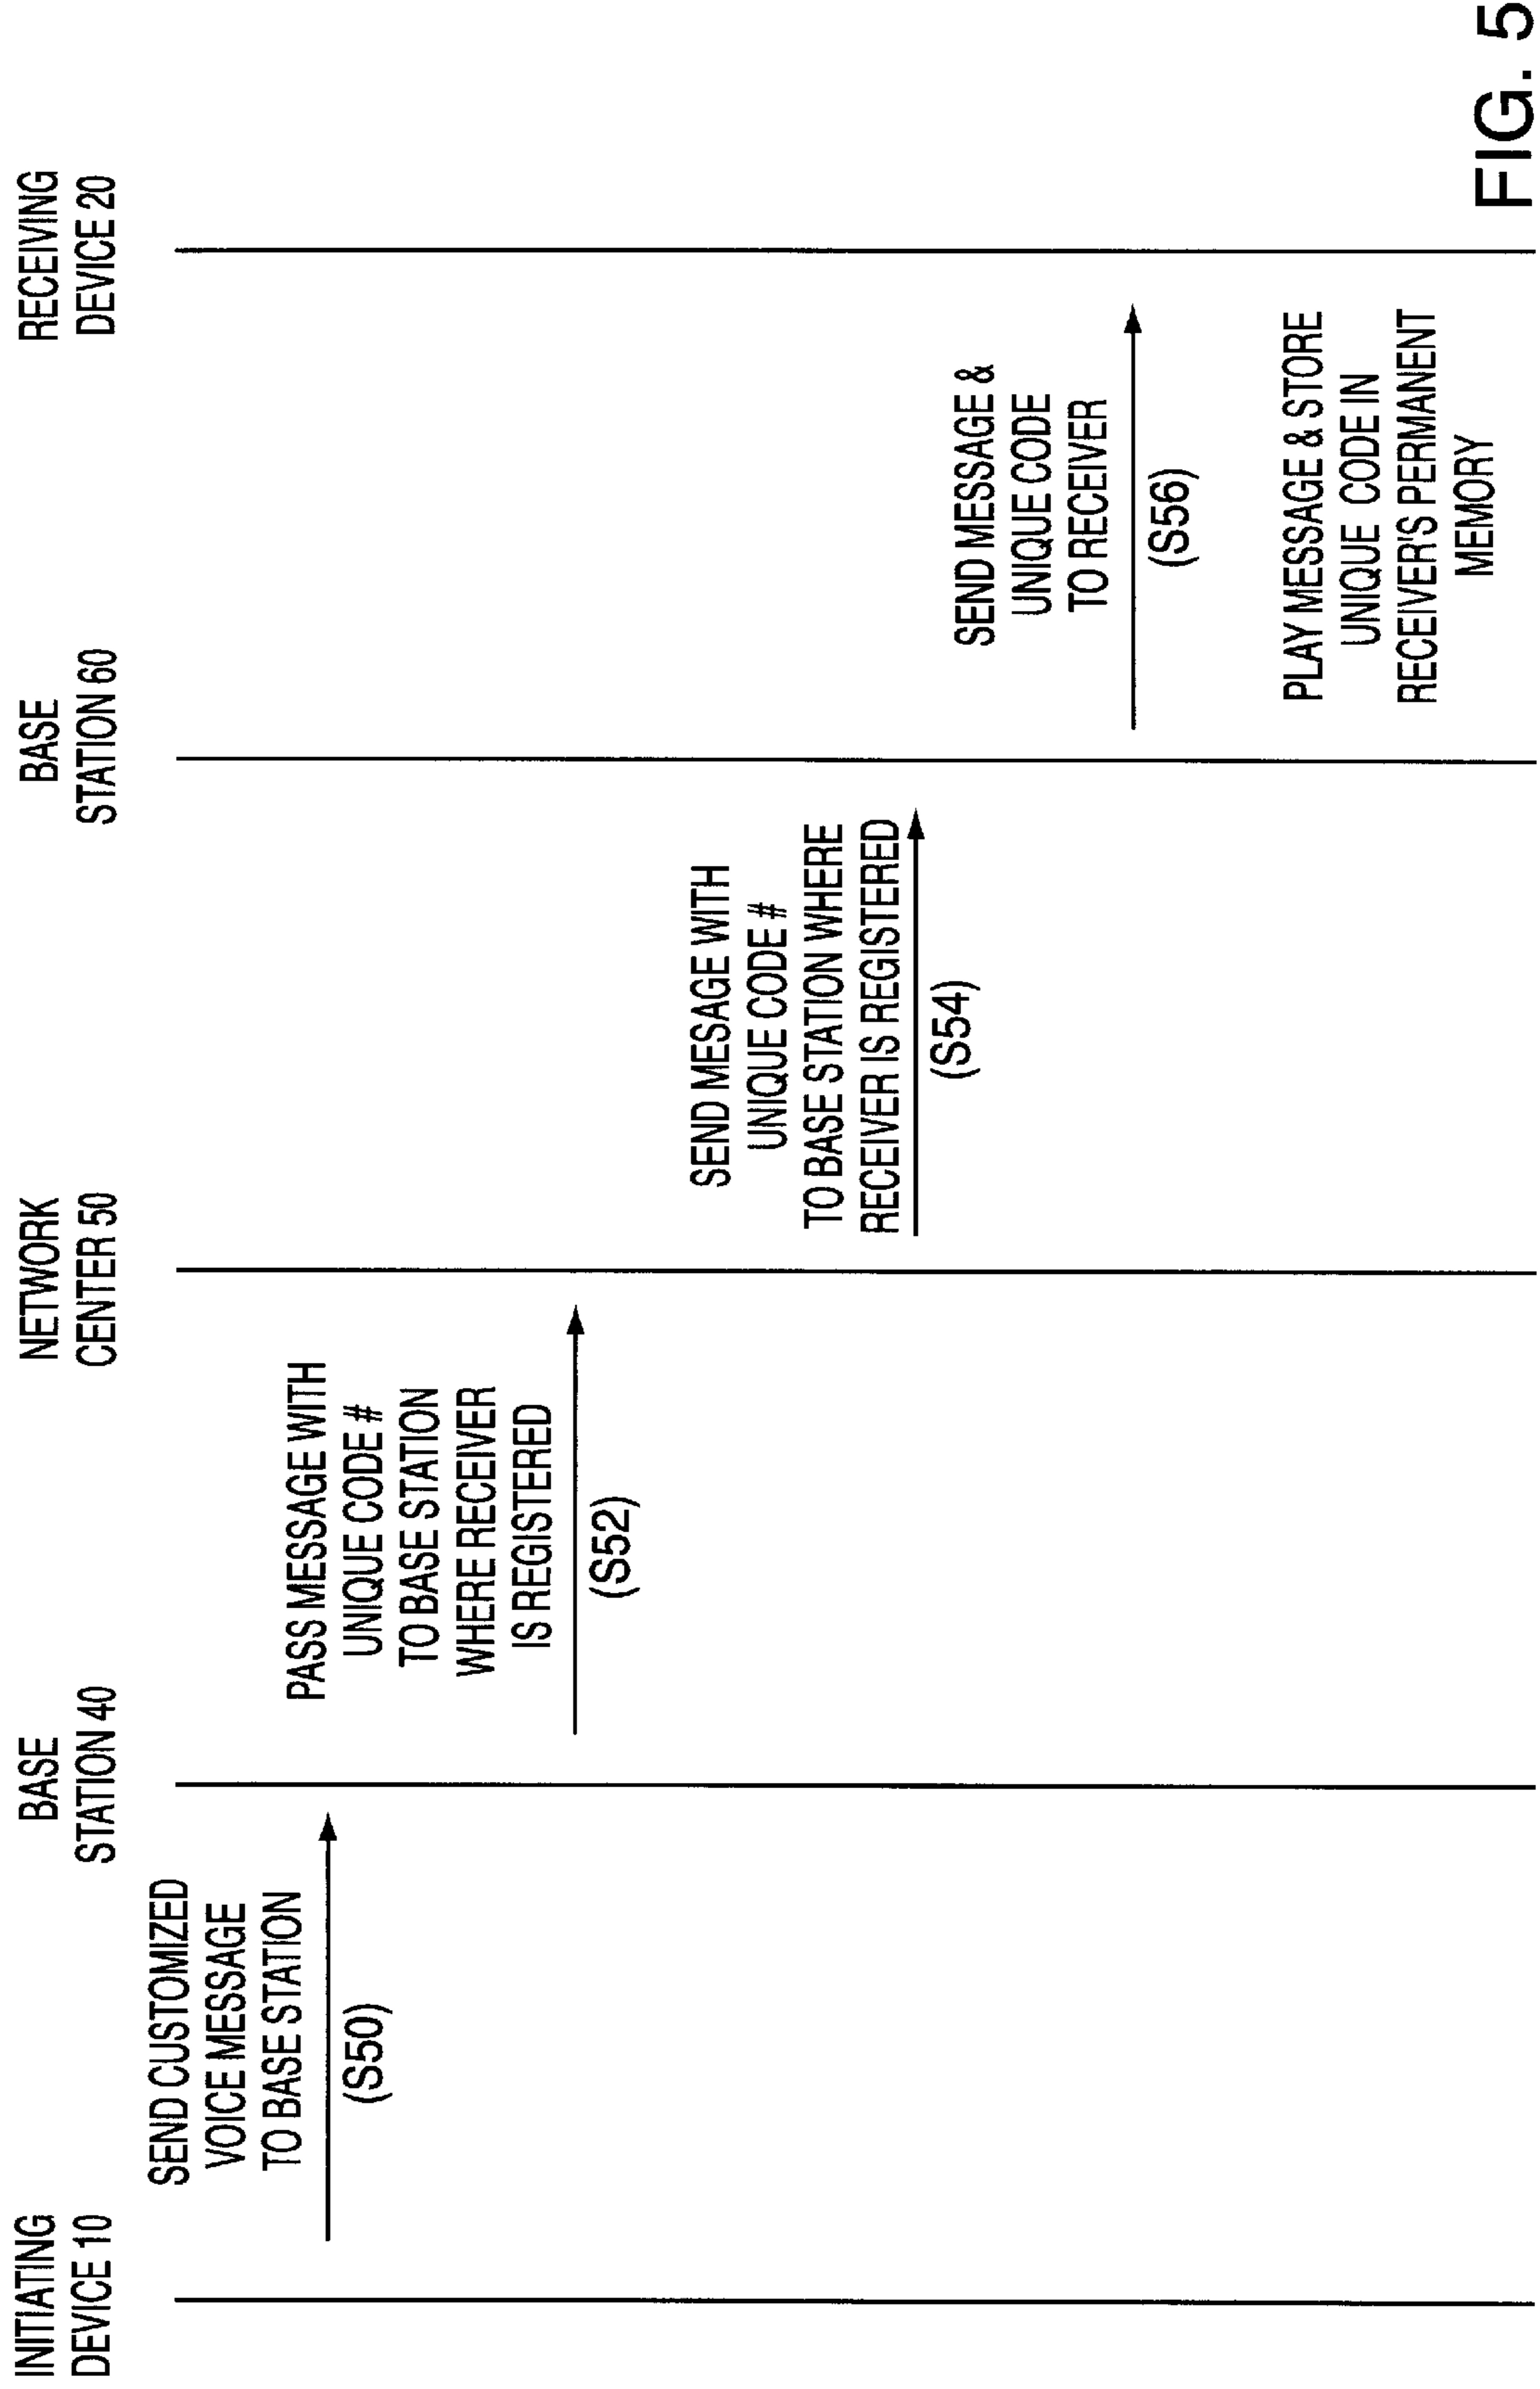 INITIATING
DEVICE 10
BASE
STATION 40
NETWORK
CENTER 50
BASE
STATION 60
RECEIVING
DEVICE 20
SEND CUSTOMIZED
VOICE MESSAGE
TO BASE STATION
(S50)
PASS MESSAGE WITH
UNIQUE CODE #
TO BASE STATION
WHERE RECEIVER
IS REGISTERED
(S52)
SEND MESSAGE WITH
UNIQUE CODE #
TO BASE STATION WHERE
RECEIVER IS REGISTERED
(S54)
SEND MESSAGE &
UNIQUE CODE
TO RECEIVER
(S56)
PLAY MESSAGE & STORE
UNIQUE CODE IN
RECEIVER'S PERMANENT
MEMORY
FIG. 5